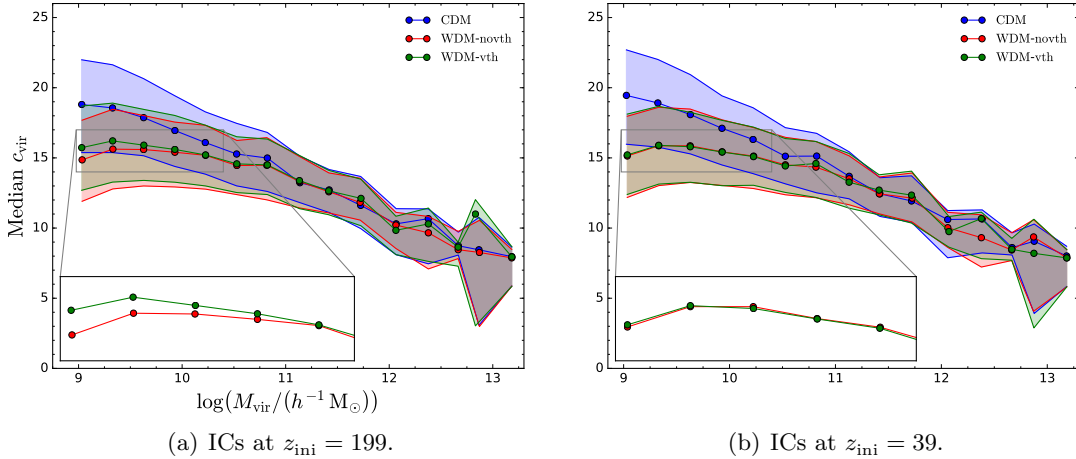 25
20
15
10
5
0
Median c_vir
CDM
WDM-novth
WDM-vth
9 10 11 12 13
log(M_vir/(h⁻¹ M_⊙))
(a) ICs at z_ini = 199.
25
20
15
10
5
0
CDM
WDM-novth
WDM-vth
9 10 11 12 13
(b) ICs at z_ini = 39.